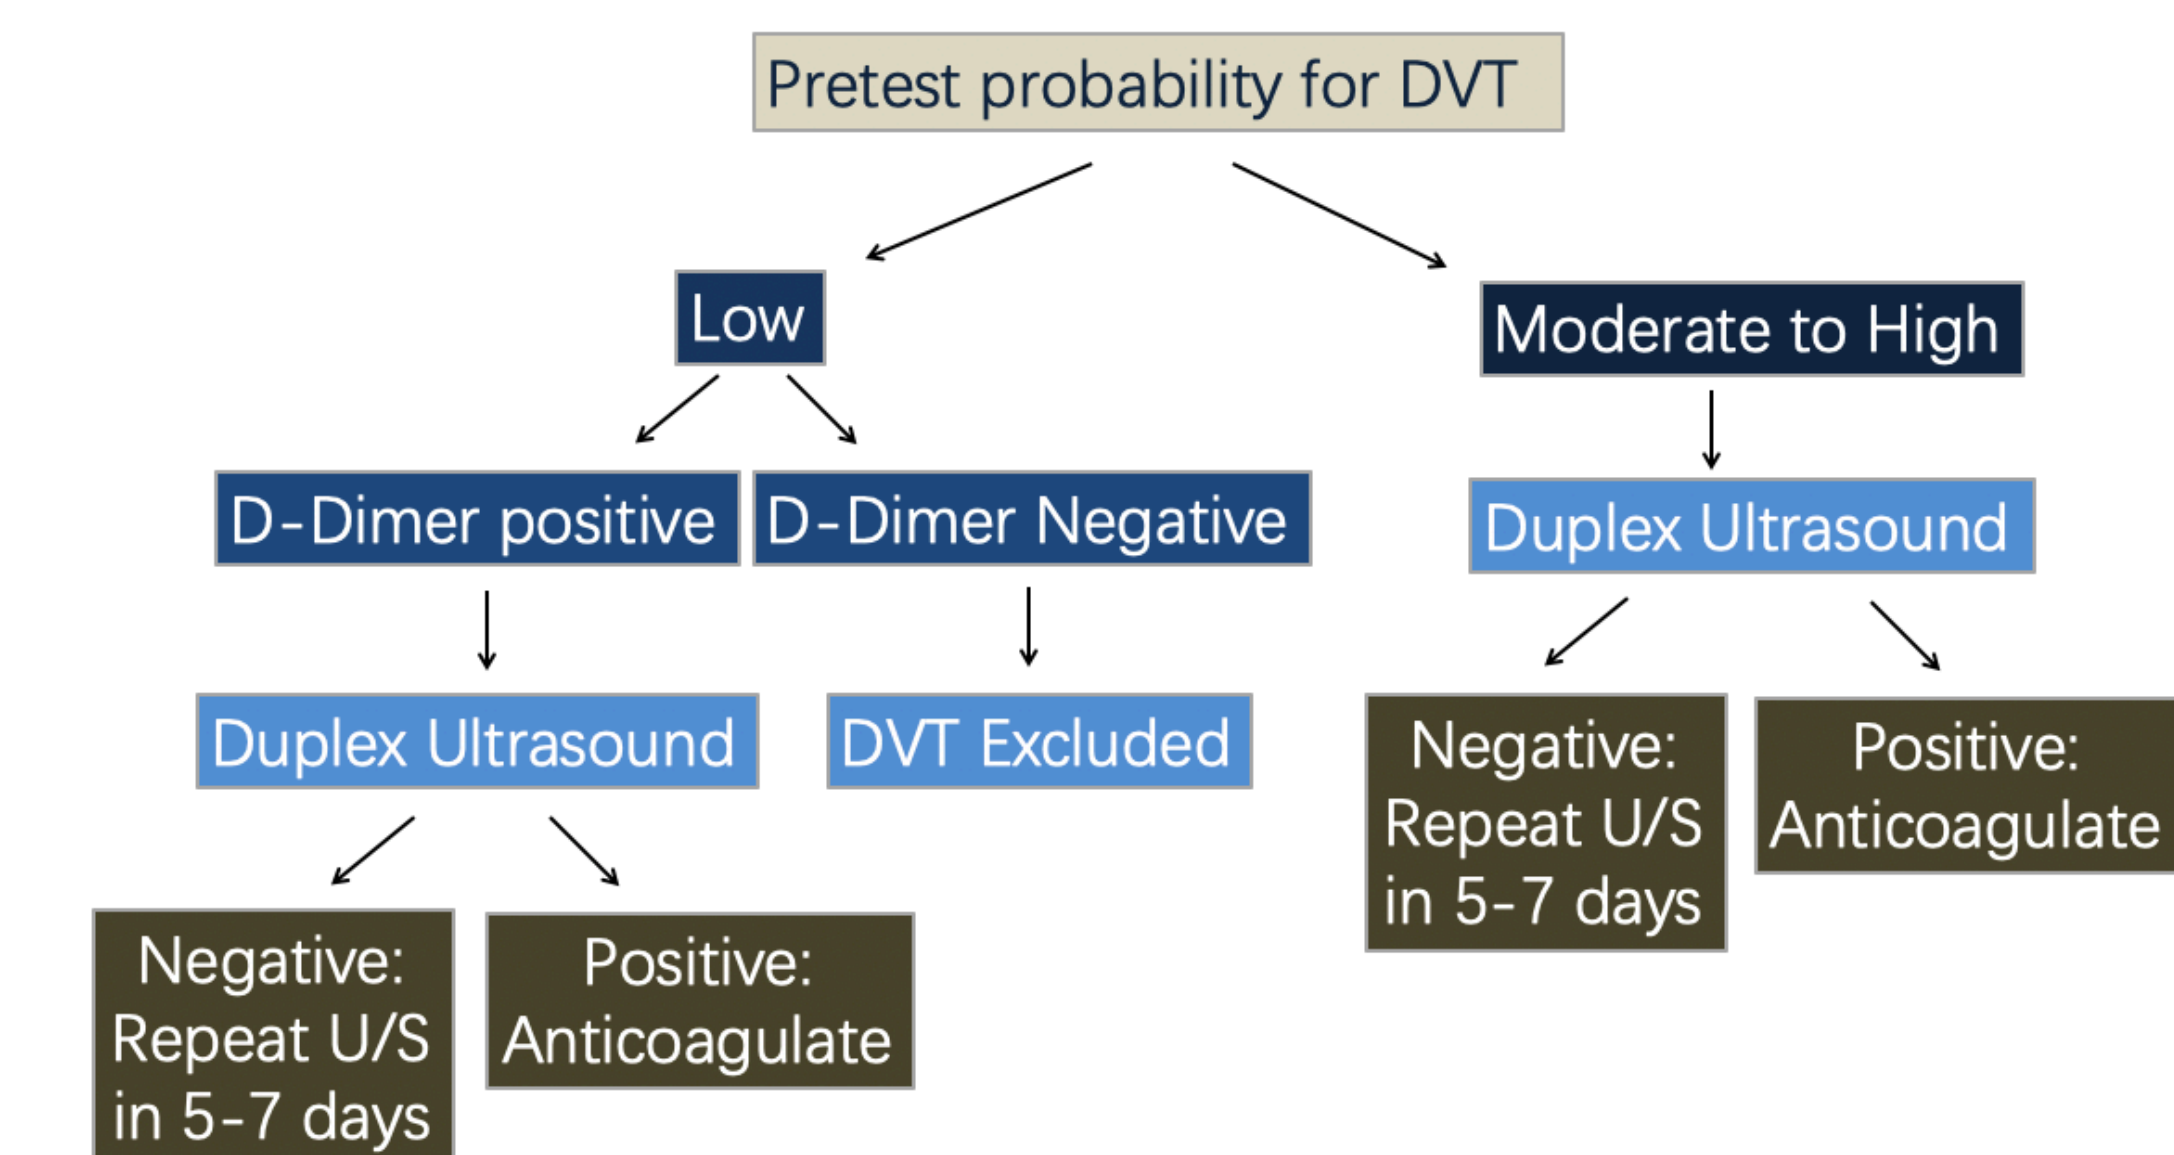 Pretest probability for DVT
Low
Moderate to High
D-Dimer positive
D-Dimer Negative
Duplex Ultrasound
Duplex Ultrasound
DVT Excluded
Negative:
Repeat U/S
in 5-7 days
Positive:
Anticoagulate
Negative:
Repeat U/S
in 5-7 days
Positive:
Anticoagulate